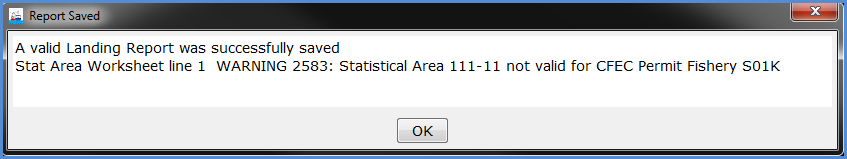 Report Saved
A valid Landing Report was successfully saved
Stat Area Worksheet line 1  WARNING 2583: Statistical Area 111-11 not valid for CFEC Permit Fishery S01K
OK